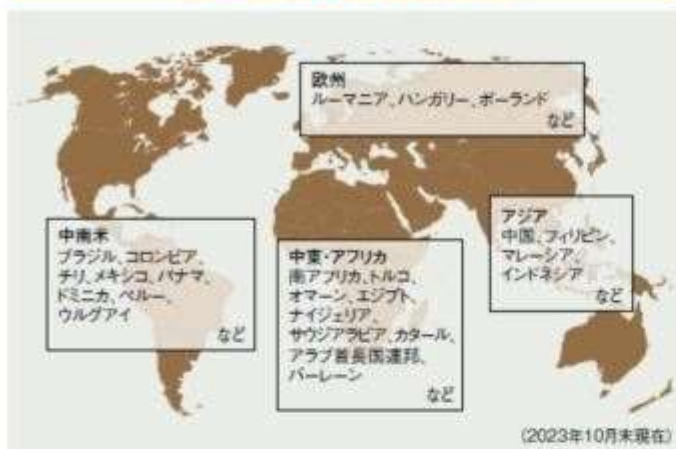 欧州
ルーマニア、ハンガリー、ポーランド
など
中南米
ブラジル、コロンビア、
チリ、メキシコ、パナマ、
ドミニカ、ペルー、
ウルグアイ
など
中東・アフリカ
南アフリカ、トルコ、
オマーン、エジプト、
ナイジェリア、
サウジアラビア、カタール、
アラブ首長国連邦、
バーレーン
など
アジア
中国、フィリピン、
マレーシア、
インドネシア
など
(2023年10月末現在)